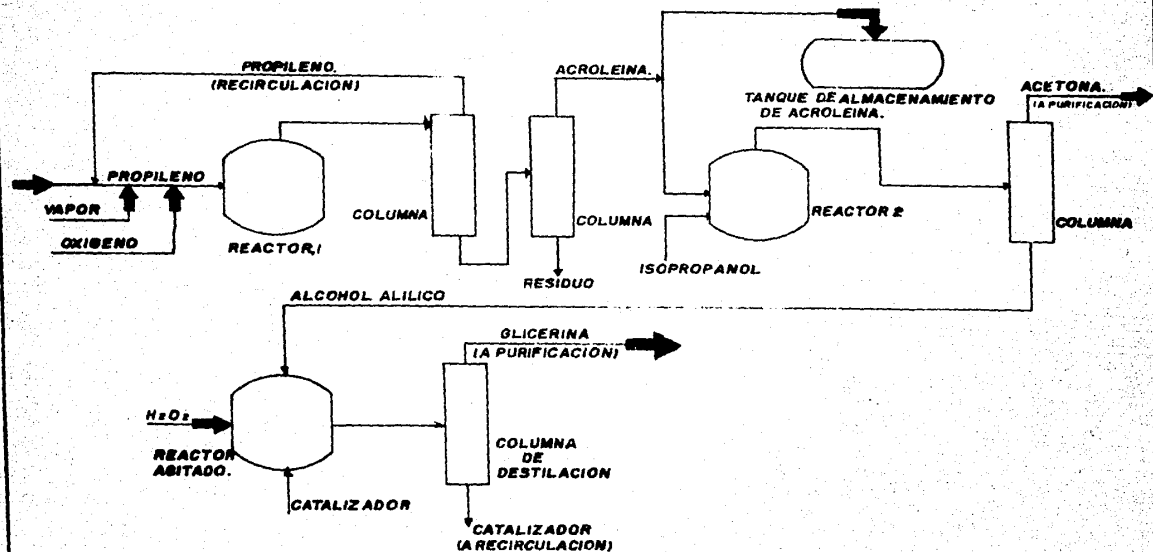 PROPILENO.
(RECIRCULACION)
ACROLEINA.
TANQUE DE ALMACENAMIENTO
DE ACROLEINA.
ACETONA.
(A PURIFICACION)
PROPILENO
VAPOR
OXIGENO
REACTOR,1
COLUMNA
COLUMNA
RESIDUO
REACTOR 2
ISOPROPANOL
COLUMNA
ALCOHOL ALILICO
GLICERINA
(A PURIFICACION)
H2O2
REACTOR
AGITADO.
CATALIZADOR
COLUMNA
DE
DESTILACION
CATALIZADOR
(A RECIRCULACION)